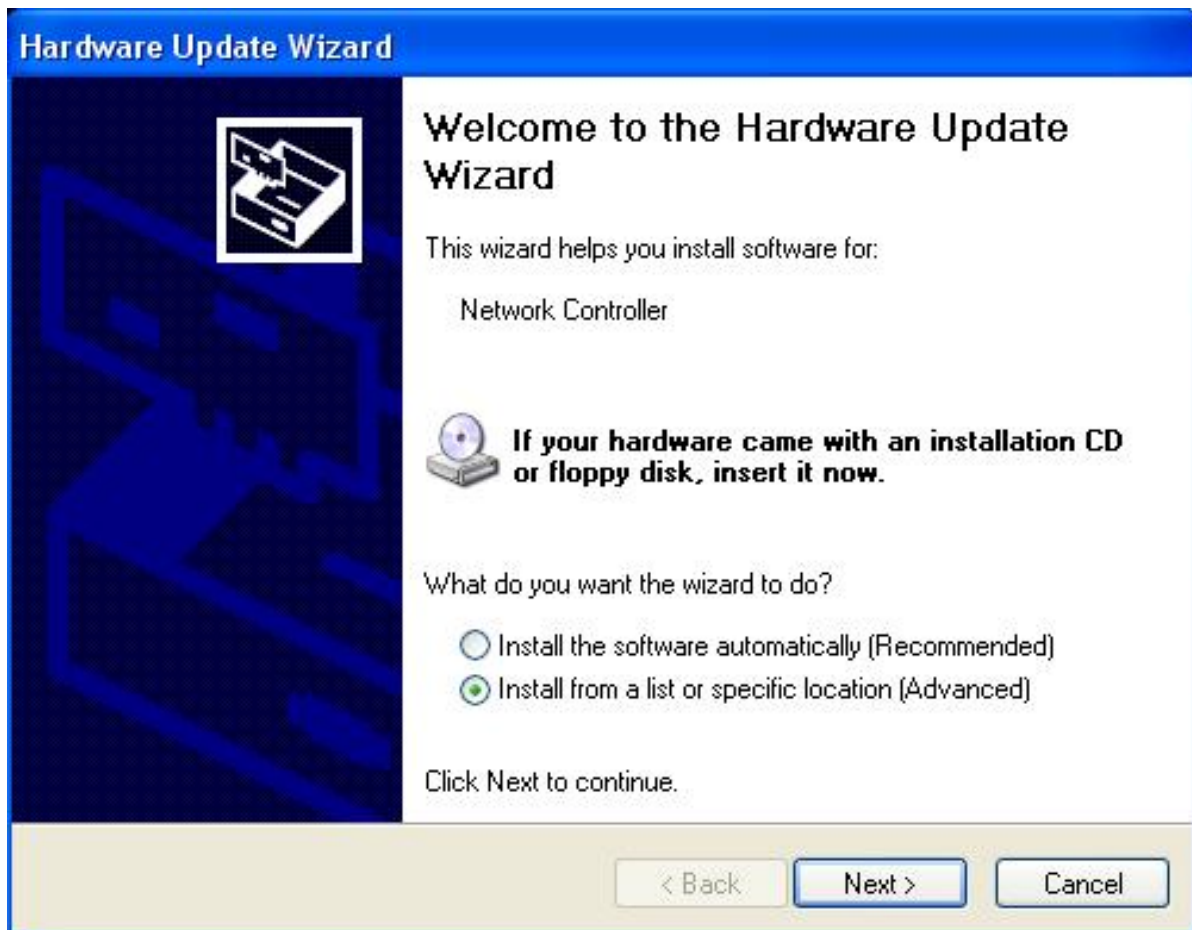 Hardware Update Wizard
Welcome to the Hardware Update
Wizard
This wizard helps you install software for:
Network Controller
If your hardware came with an installation CD
or floppy disk, insert it now.
What do you want the wizard to do?
Install the software automatically (Recommended)
Install from a list or specific location (Advanced)
Click Next to continue.
< Back Next > Cancel